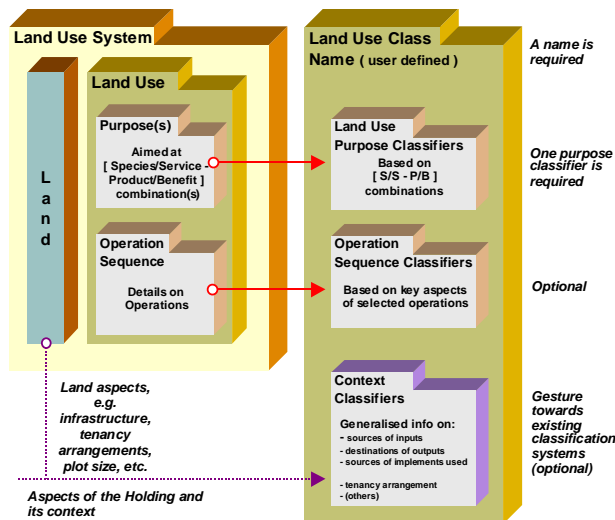 Land Use System
Land
Land Use
Purpose(s)
Aimed at
[ Species/Service -
Product/Benefit ]
combination(s)
Operation
Sequence
Details on
Operations
Land Use Class
Name ( user defined )
Land Use
Purpose Classifiers
Based on
[ S/S - P/B ]
combinations
Operation
Sequence Classifiers
Based on key aspects
of selected operations
Context
Classifiers
Generalised info on:
- sources of inputs
- destinations of outputs
- sources of implements used
- tenancy arrangement
- (others)
A name is
required
One purpose
classifier is
required
Optional
Gesture
towards
existing
classification
systems
(optional)
Land aspects,
e.g.
infrastructure,
tenancy
arrangements,
plot size, etc.
Aspects of the Holding and
its context